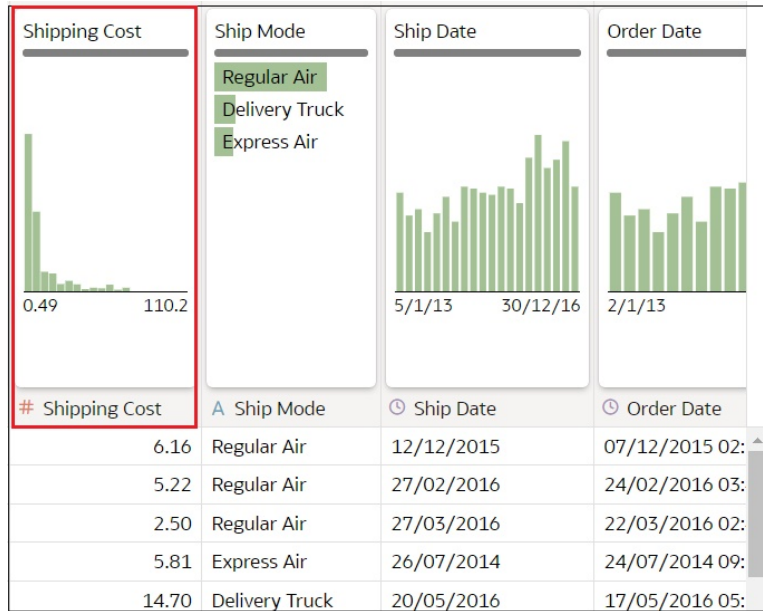 Shipping Cost
Ship Mode
Ship Date
Order Date
Regular Air
Delivery Truck
Express Air
0.49 110.2
5/1/13 30/12/16
2/1/13
# Shipping Cost
A Ship Mode
Ship Date
Order Date
6.16 Regular Air 12/12/2015 07/12/2015 02:
5.22 Regular Air 27/02/2016 24/02/2016 03:
2.50 Regular Air 27/03/2016 22/03/2016 02:
5.81 Express Air 26/07/2014 24/07/2014 09:
14.70 Delivery Truck 20/05/2016 17/05/2016 05: